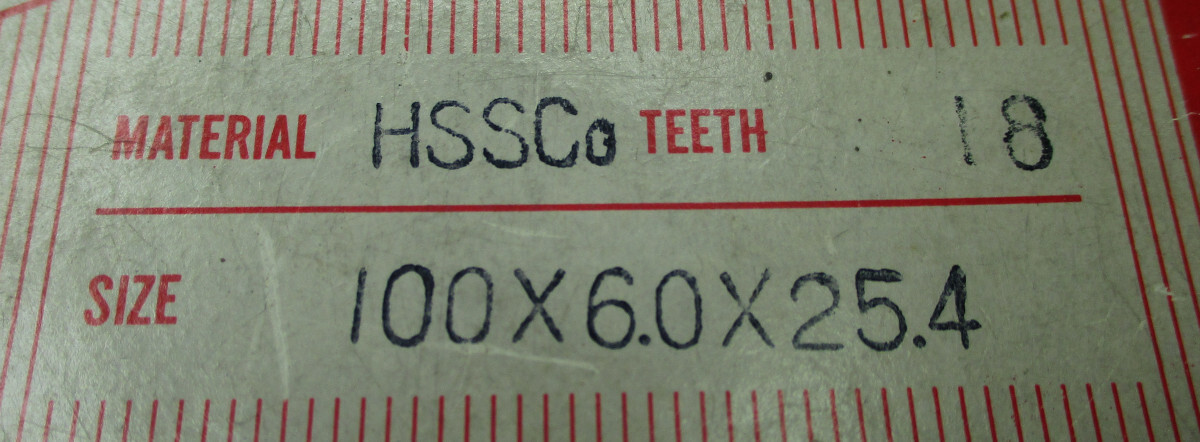 MATERIAL HSSCo TEETH 18
SIZE 100X6.0X25.4